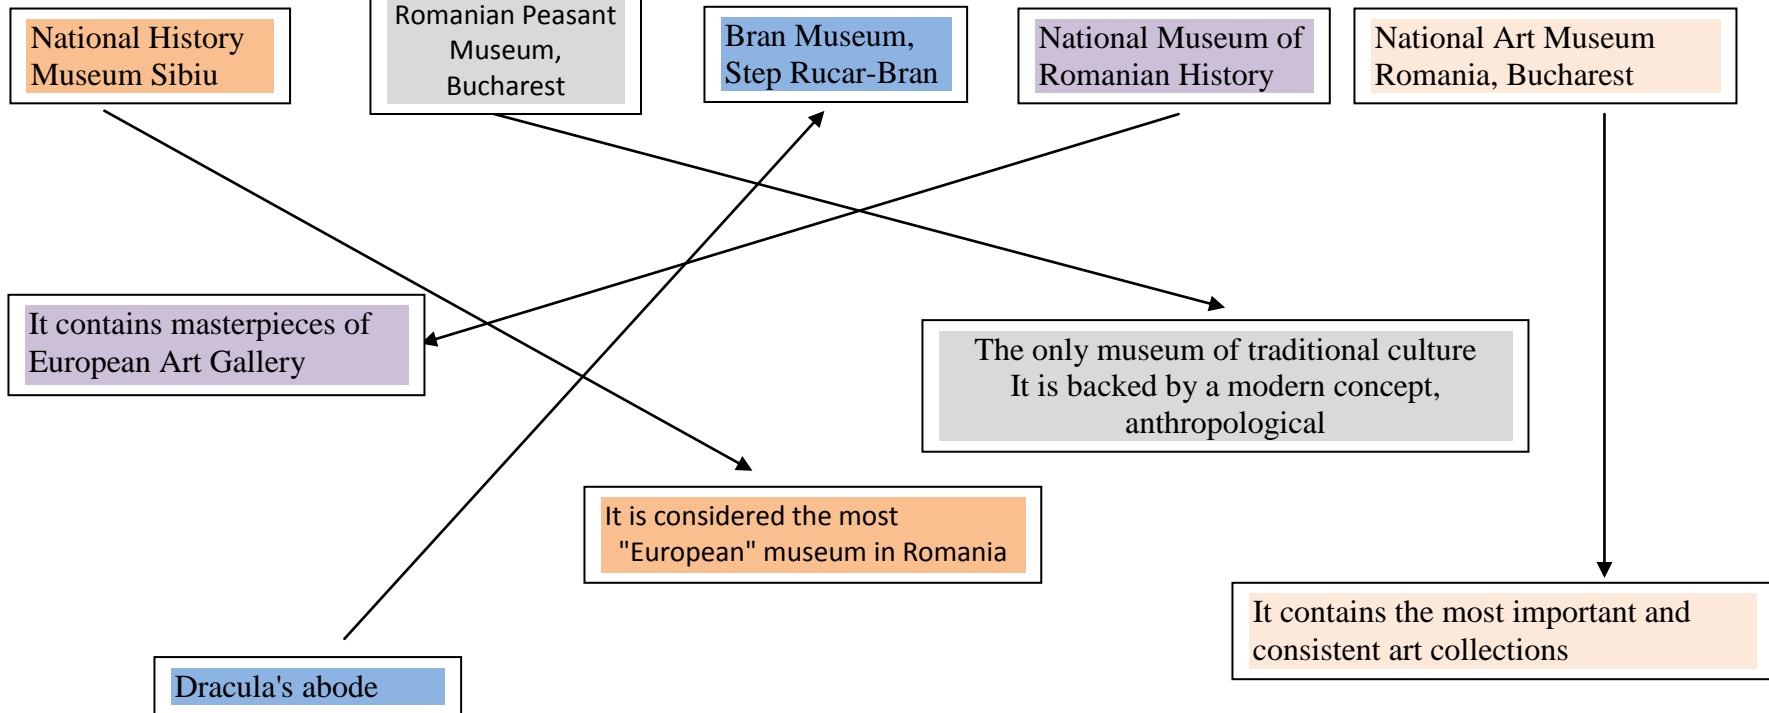 National History
Museum Sibiu
Romanian Peasant
Museum,
Bucharest
Bran Museum,
Step Rucar-Bran
National Museum of
Romanian History
National Art Museum
Romania, Bucharest
It contains masterpieces of
European Art Gallery
The only museum of traditional culture
It is backed by a modern concept,
anthropological
It is considered the most
"European" museum in Romania
It contains the most important and
consistent art collections
Dracula's abode